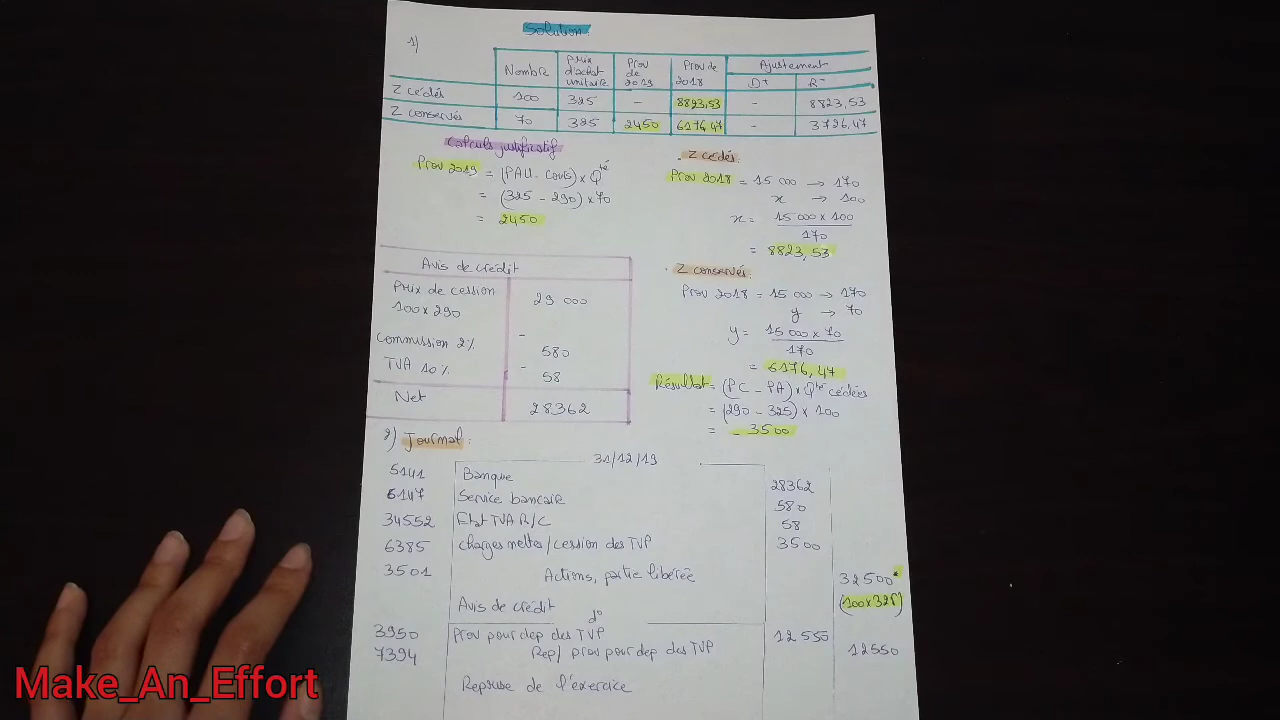 Solution
1)
Nombre | Prix d'achat unitaire | Prov de 2019 | Prov de 2018 | Ajustement
D+ | R-
Z cédés | 100 | 325 | - | 8823,53 | - | 8823,53
Z conservés | 70 | 325 | 2450 | 6176,47 | - | 3726,47
Calculs justificatif
Prov 2019 = (PAU - Cours) x Qté
= (325 - 290) x 70
= 2450
. Z cédés
Prov 2018 = 15 000 → 170
x → 100
x = 15 000 x 100
170
= 8823,53
. Z conservés
Prov 2018 = 15 000 → 170
y → 70
y = 15 000 x 70
170
= 6176,47
Résultat = (PC - PA) x Qté cédées
= (290 - 325) x 100
= - 3500
Avis de crédit
Prix de cession 29 000
100 x 290
Commission 2% - 580
TVA 10% - 58
Net 28362
2) Journal:
31/12/19
5141 Banque 28362
6147 Service bancaire 580
34552 Etat TVA R/C 58
6385 charges nettes/cession des TVP 3500
3501 Actions, partie libérée 32500*
(100x325)
Avis de crédit
d°
3950 Prov pour dep des TVP 12550
7394 Rep/ prov pour dep des TVP 12550
Reprise de l'exercice
Make_An_Effort